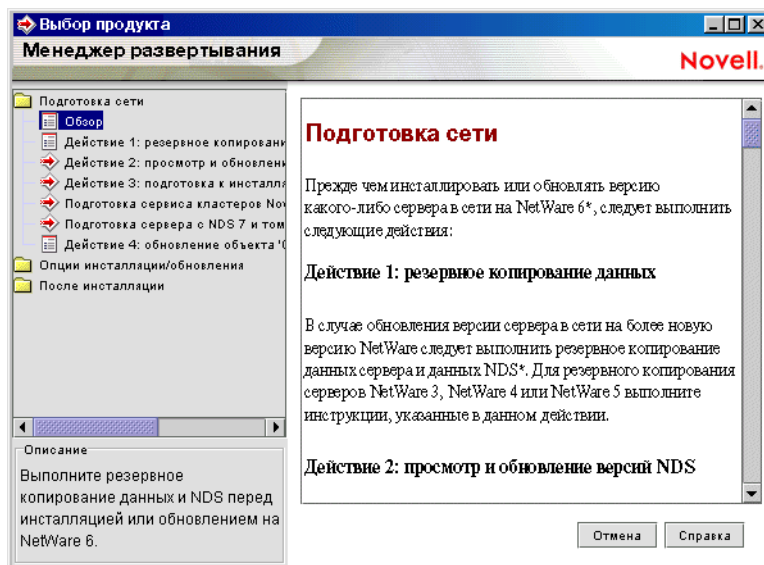 Выбор продукта
Менеджер развертывания
Novell.
Подготовка сети
Обзор
Действие 1: резервное копировани
Действие 2: просмотр и обновлени
Действие 3: подготовка к инсталля
Подготовка сервиса кластеров Nov
Подготовка сервера с NDS 7 и том
Действие 4: обновление объекта '
Опции инсталляции/обновления
После инсталляции
Описание
Выполните резервное
копирование данных и NDS перед
инсталляцией или обновлением на
NetWare 6.
Подготовка сети
Прежде чем инсталлировать или обновлять версию
какого-либо сервера в сети на NetWare 6*, следует выполнить
следующие действия:
Действие 1: резервное копирование данных
В случае обновления версии сервера в сети на более новую
версию NetWare следует выполнить резервное копирование
данных сервера и данных NDS*. Для резервного копирования
серверов NetWare 3, NetWare 4 или NetWare 5 выполните
инструкции, указанные в данном действии.
Действие 2: просмотр и обновление версий NDS
Отмена
Справка